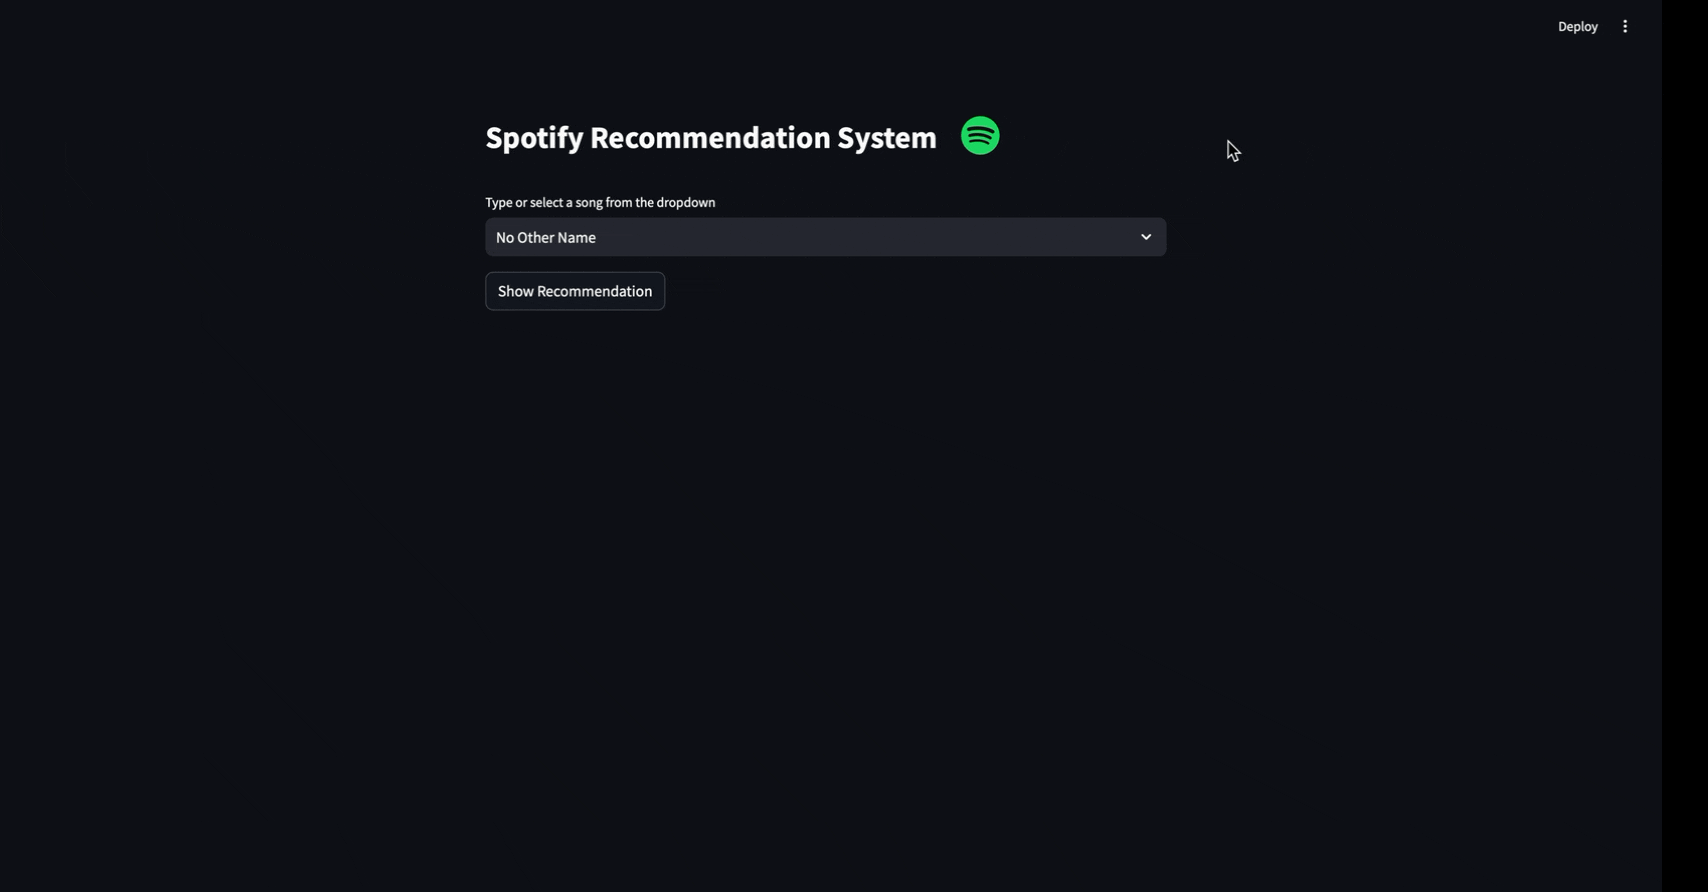 Deploy
Spotify Recommendation System
Type or select a song from the dropdown
No Other Name
Show Recommendation